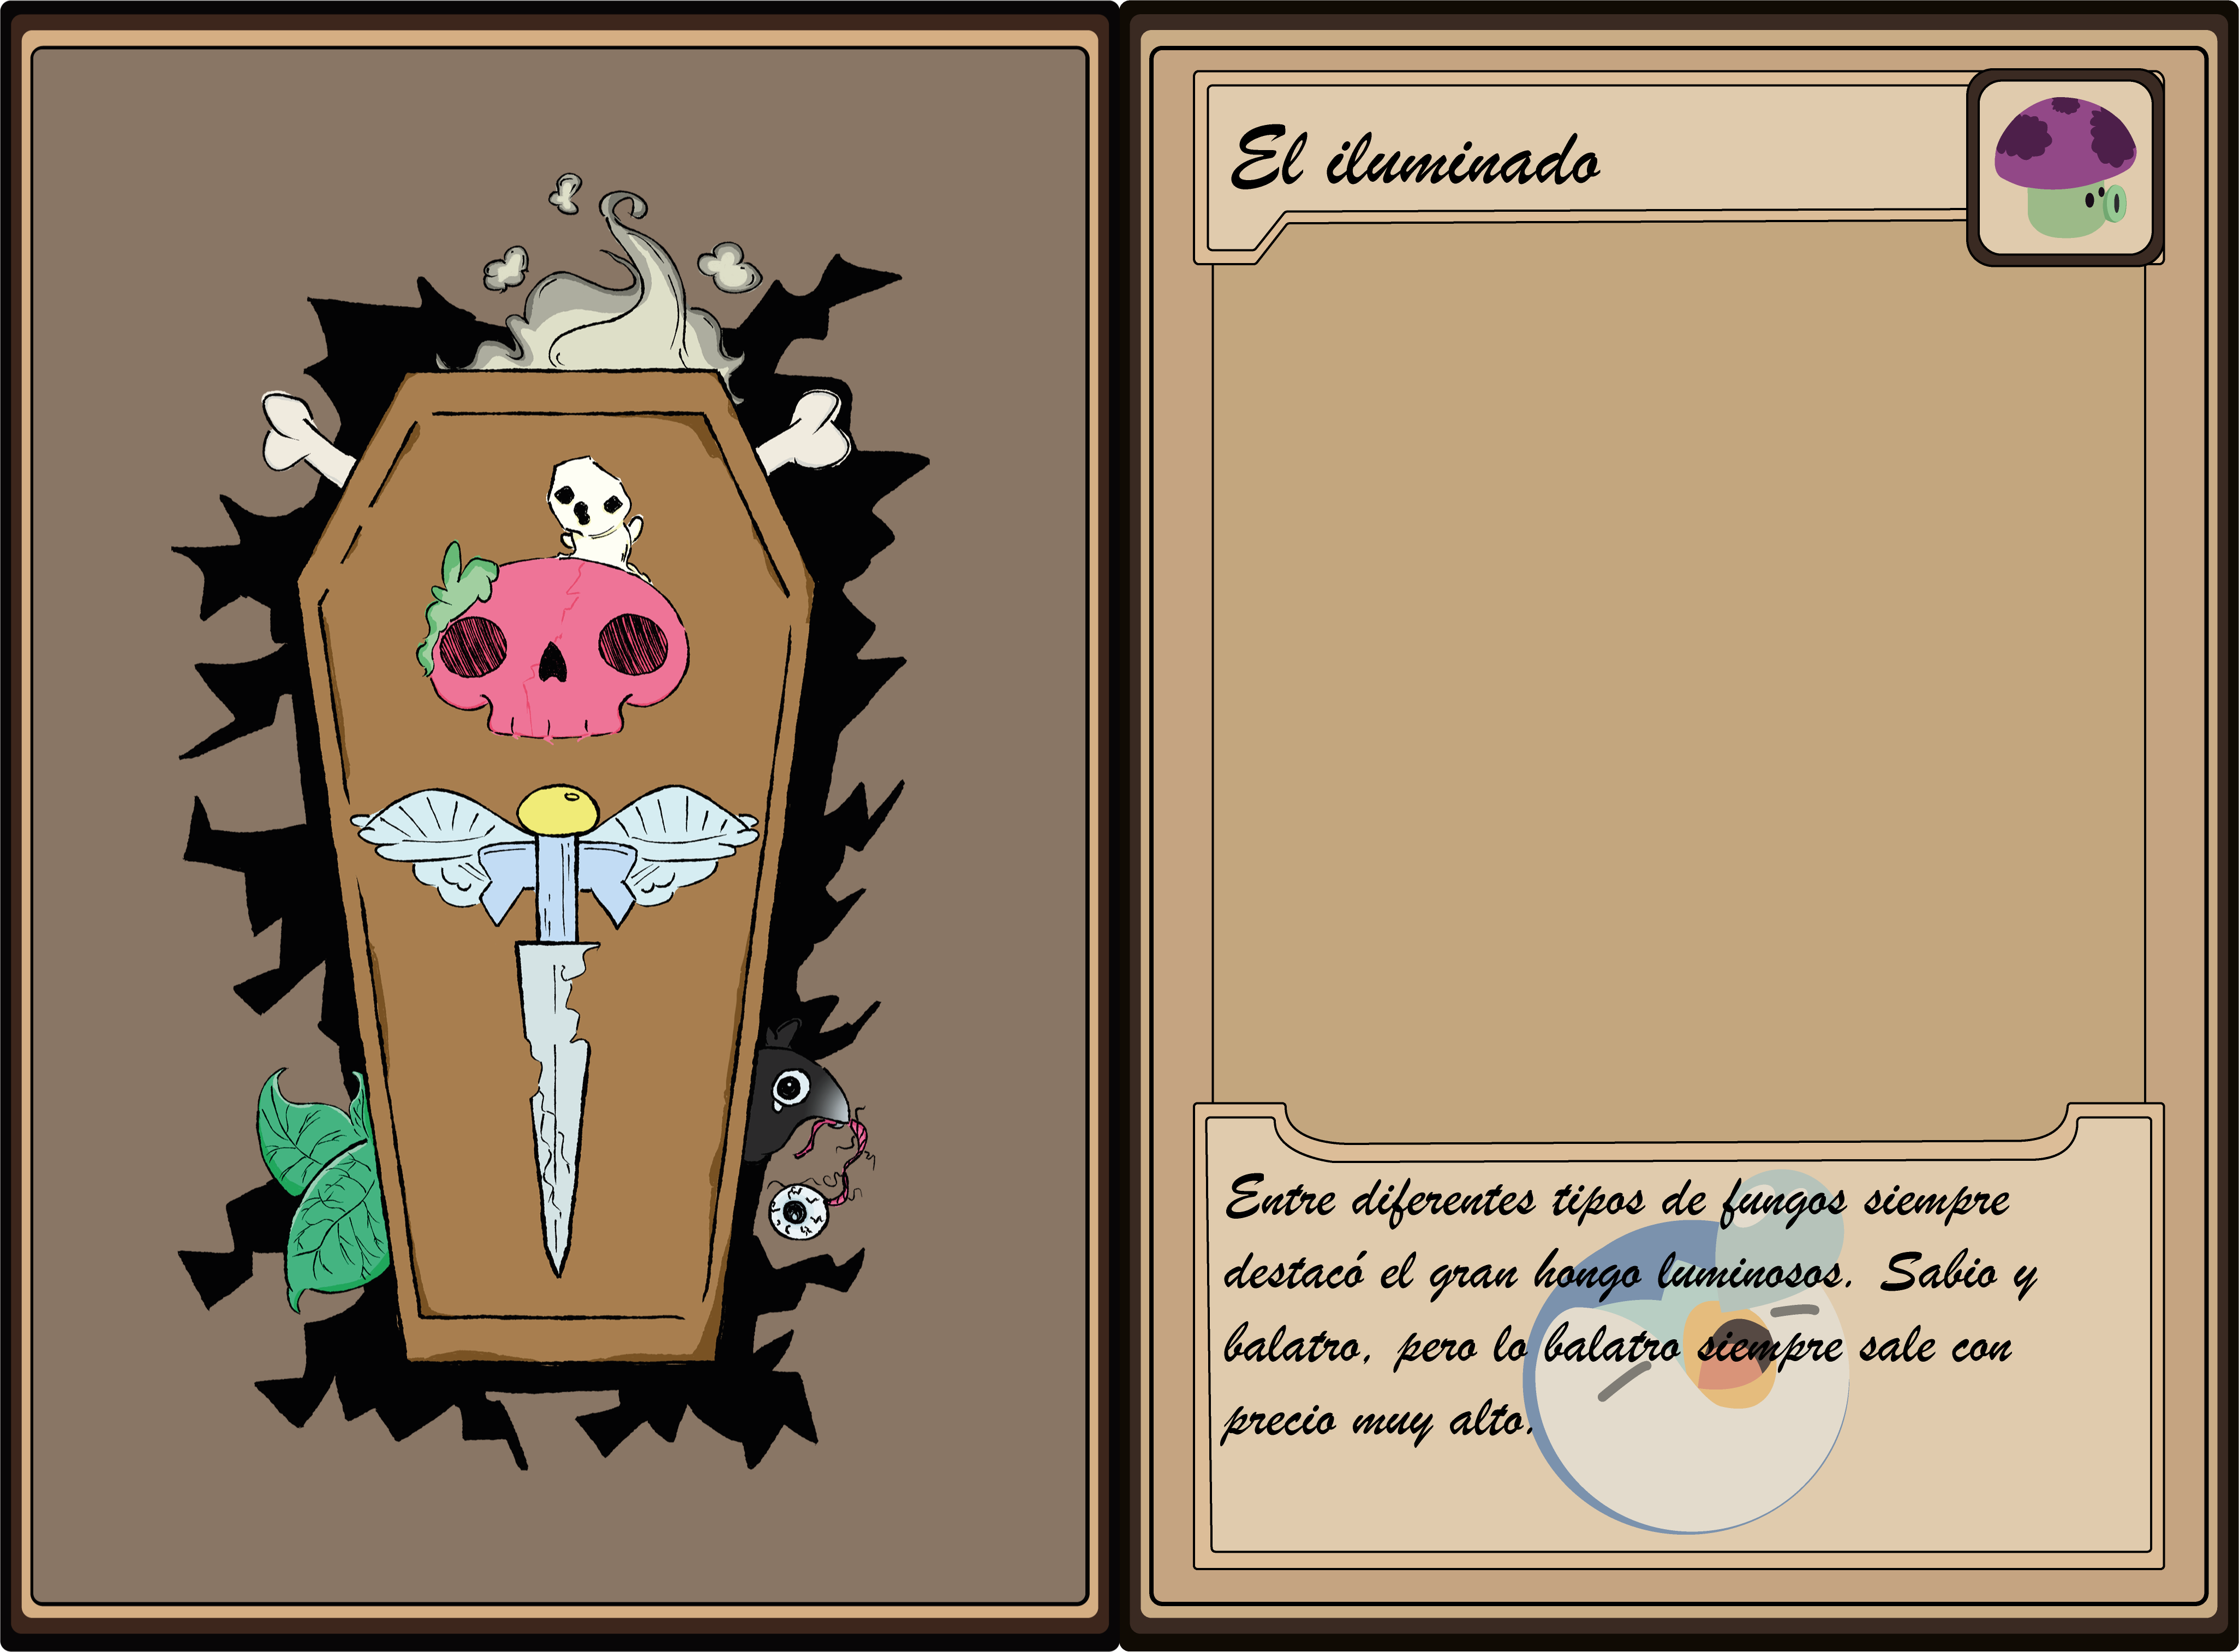 El iluminado
Entre diferentes tipos de fungos siempre
destacó el gran hongo luminosos. Sabio y
balatro, pero lo balatro siempre sale con
precio muy alto.